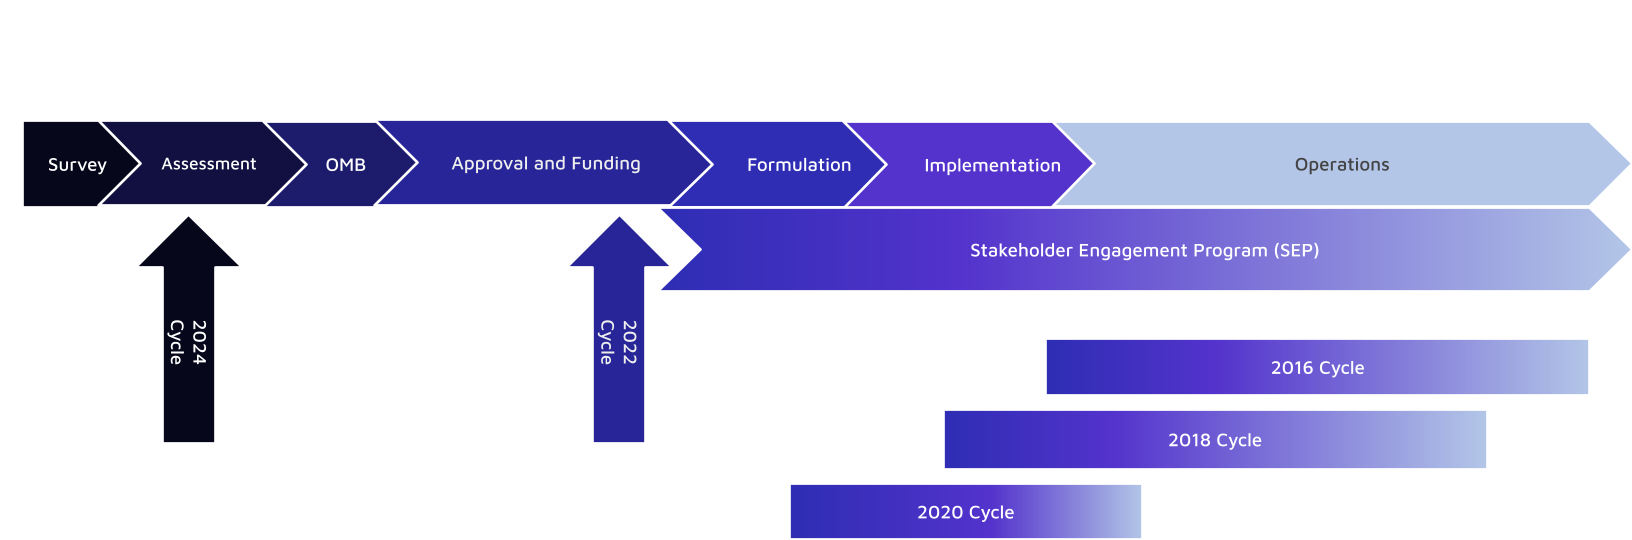 Survey
Assessment
OMB
Approval and Funding
Formulation
Implementation
Operations
Stakeholder Engagement Program (SEP)
2024
Cycle
2022
Cycle
2016 Cycle
2018 Cycle
2020 Cycle